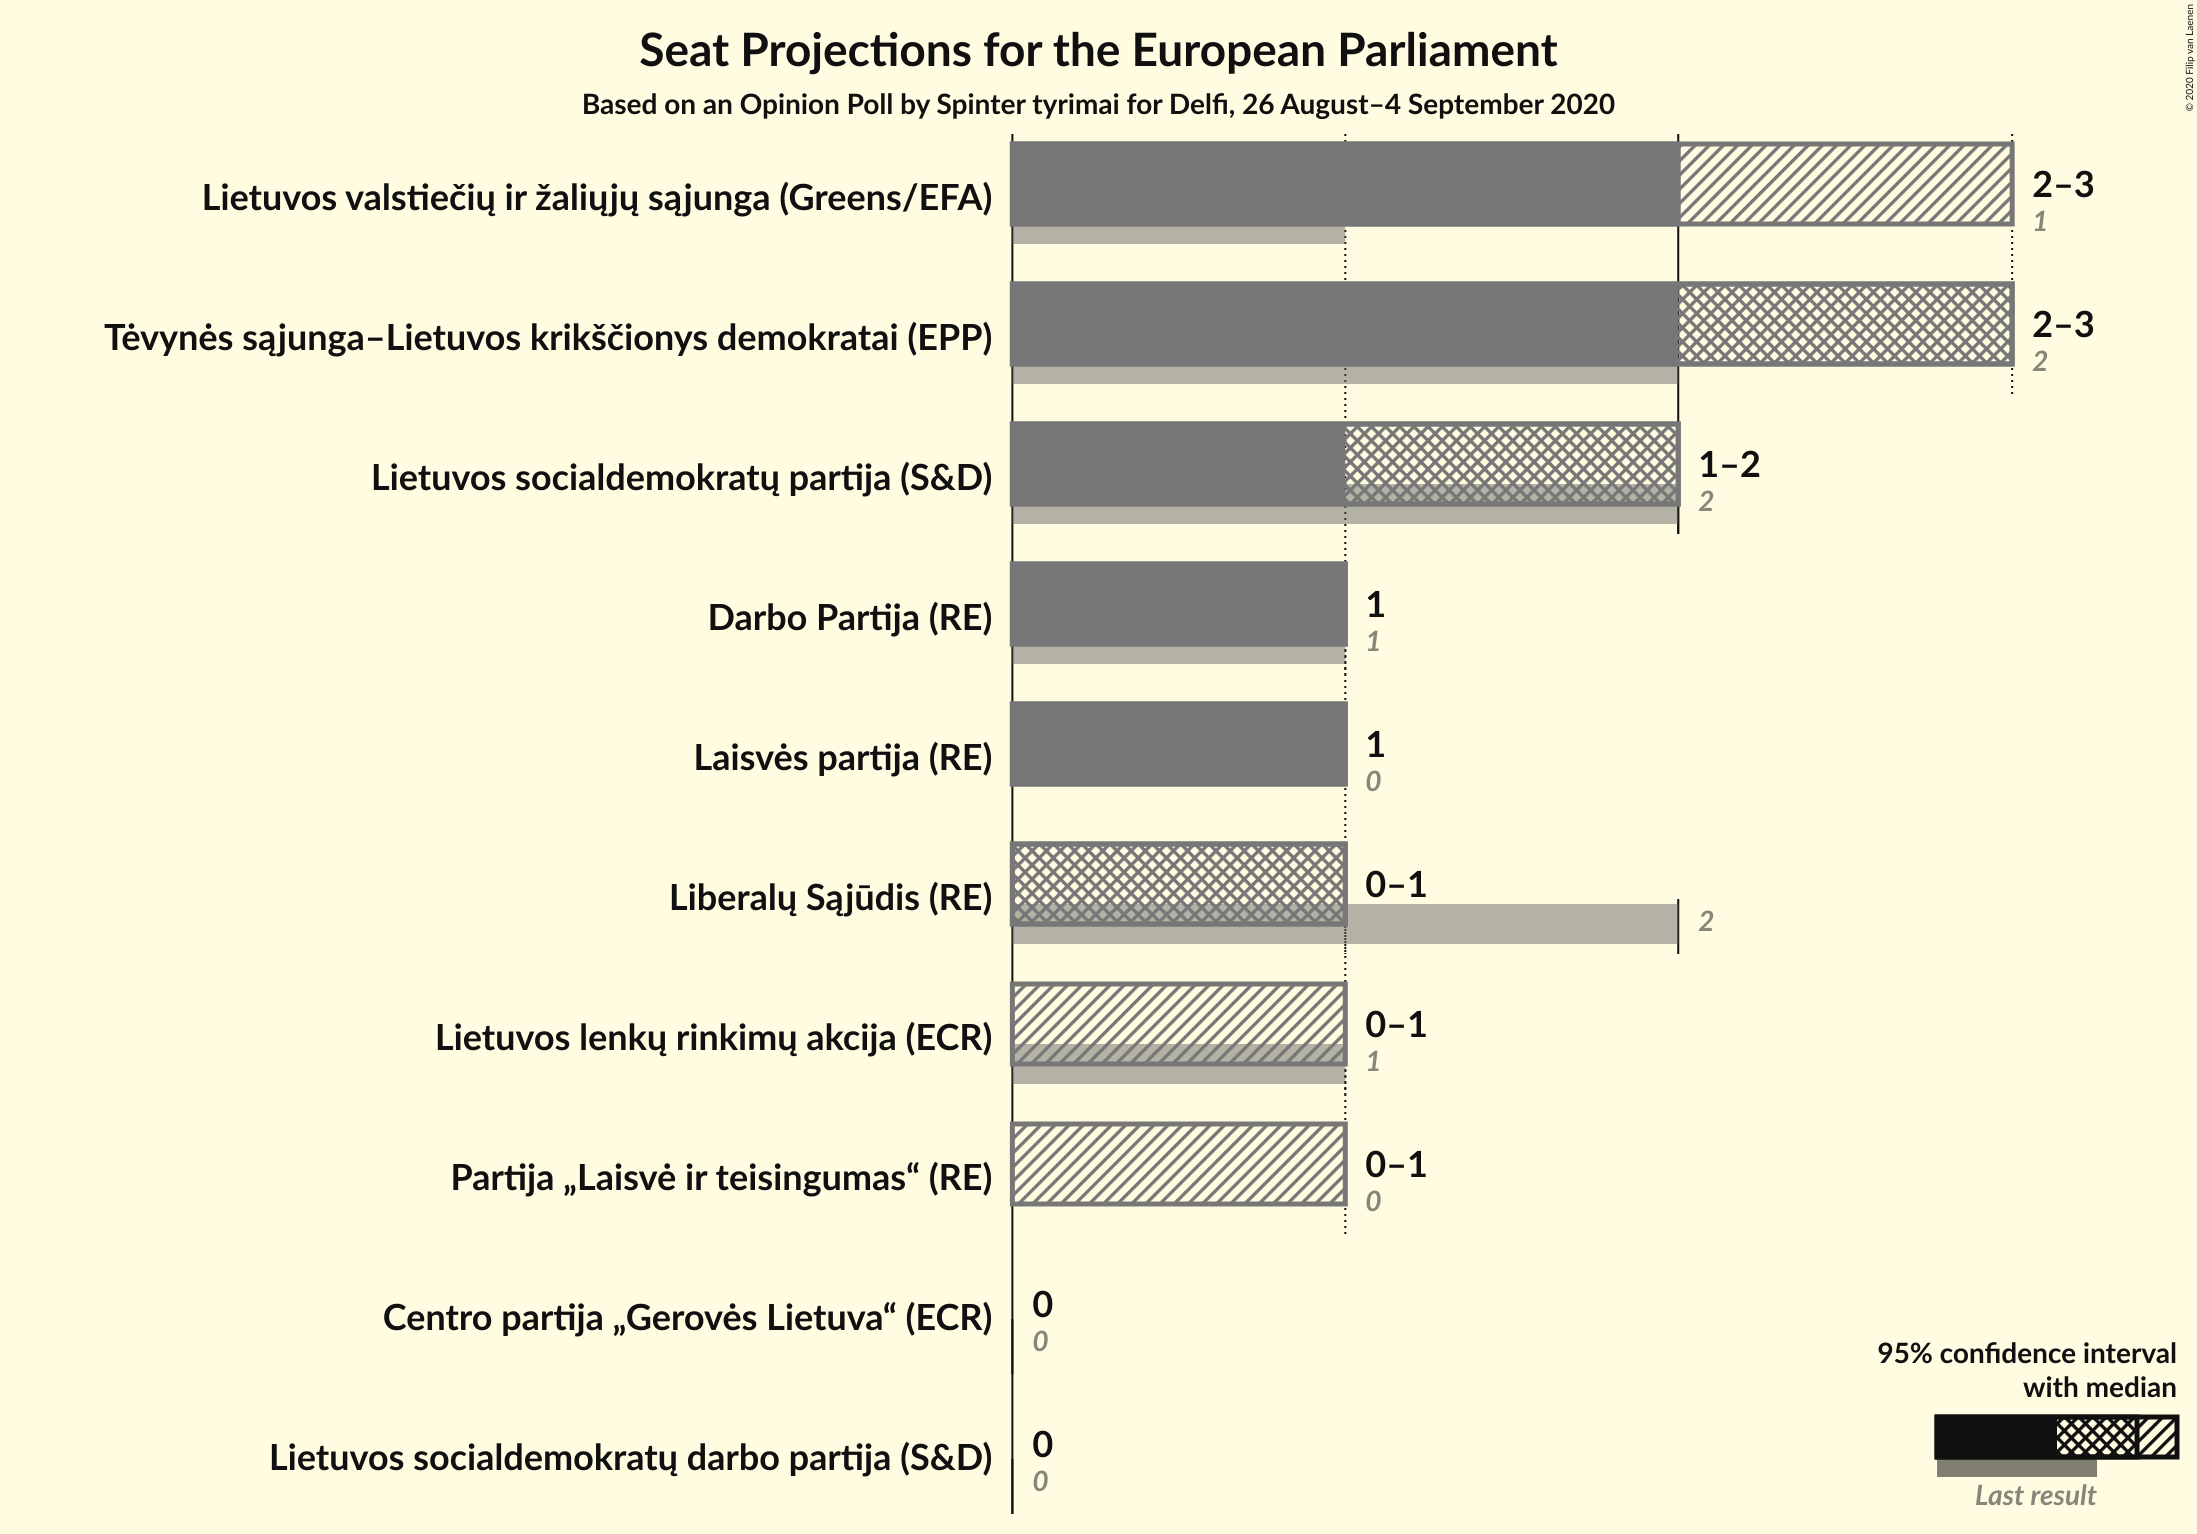 Seat Projections for the European Parliament
Based on an Opinion Poll by Spinter tyrimai for Delfi, 26 August–4 September 2020
© 2020 Filip van Laenen
Lietuvos valstiečių ir žaliųjų sąjunga (Greens/EFA)
2–3
1
Tėvynės sąjunga–Lietuvos krikščionys demokratai (EPP)
2–3
2
Lietuvos socialdemokratų partija (S&D)
1–2
2
Darbo Partija (RE)
1
1
Laisvės partija (RE)
1
0
Liberalų Sąjūdis (RE)
0–1
2
Lietuvos lenkų rinkimų akcija (ECR)
0–1
1
Partija „Laisvė ir teisingumas“ (RE)
0–1
0
Centro partija „Gerovės Lietuva“ (ECR)
0
0
Lietuvos socialdemokratų darbo partija (S&D)
0
0
95% confidence interval
with median
Last result